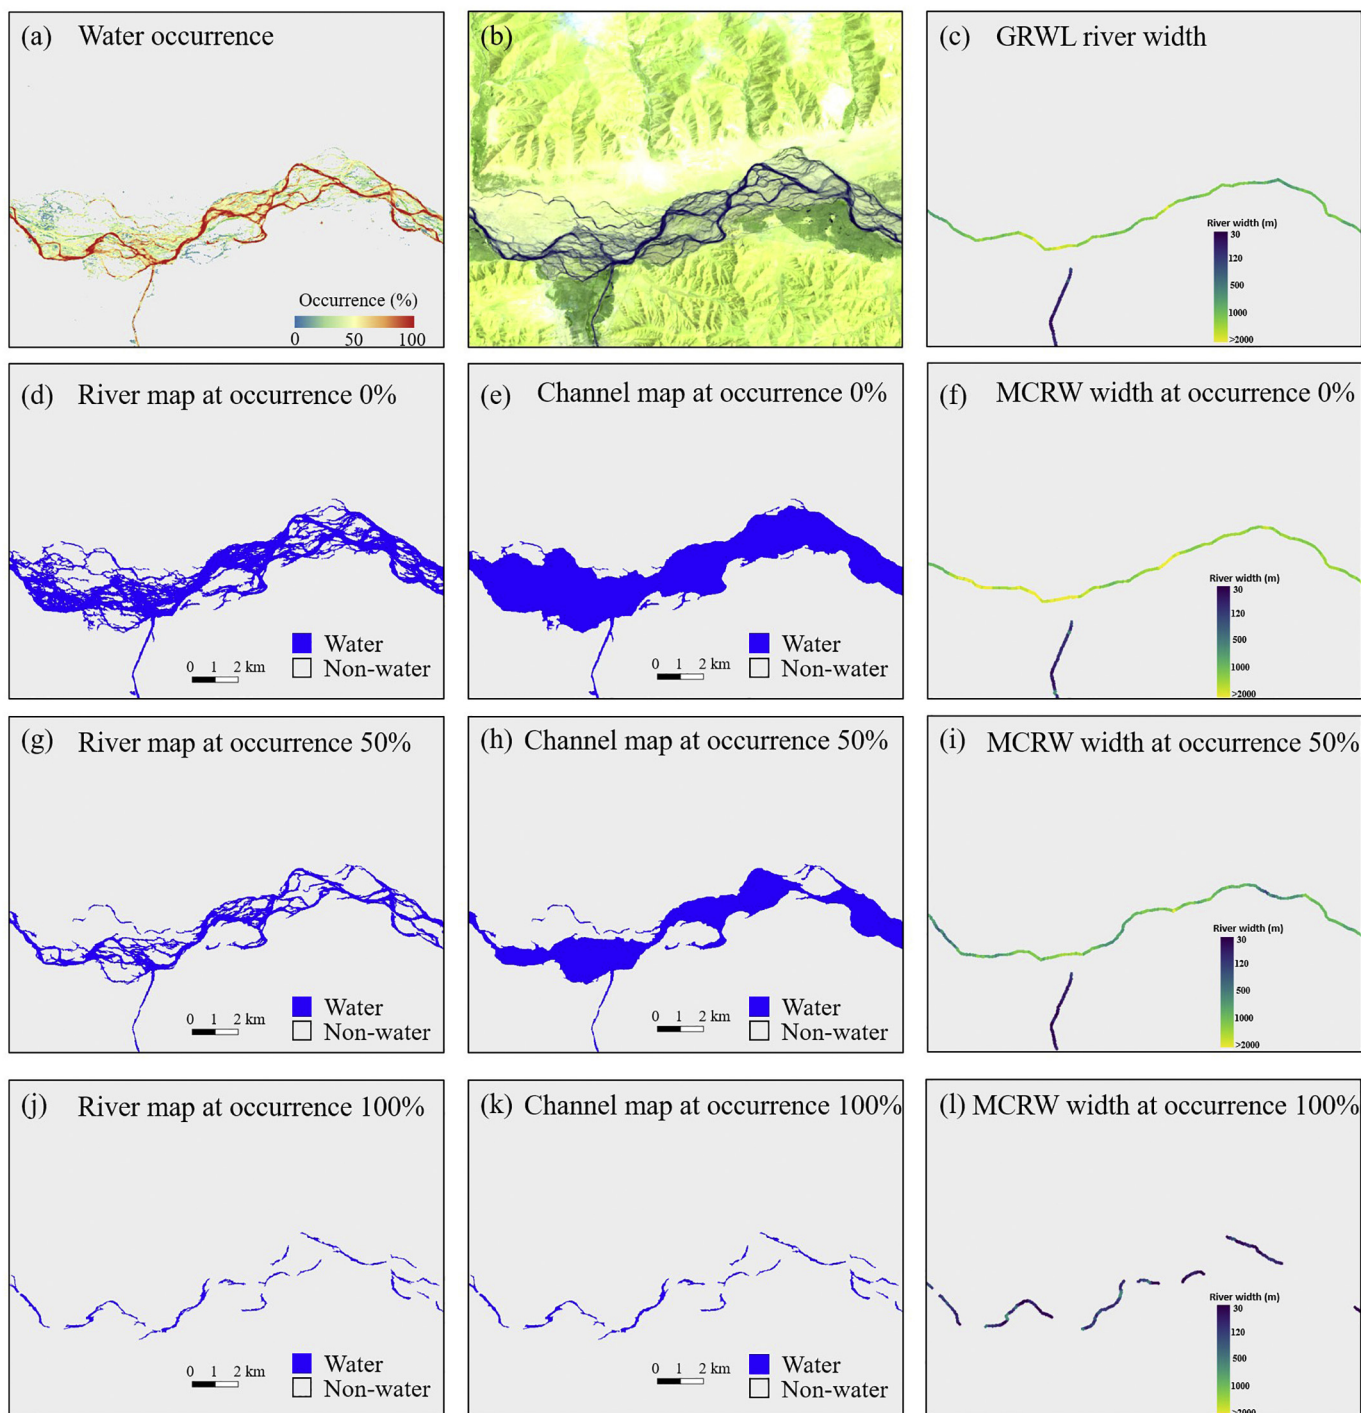 (a) Water occurrence
Occurrence (%)
0 50 100
(b)
(c) GRWL river width
River width (m)
30
120
500
1000
>2000
(d) River map at occurrence 0%
Water
0 1 2 km Non-water
(e) Channel map at occurrence 0%
Water
0 1 2 km Non-water
(f) MCRW width at occurrence 0%
River width (m)
30
120
500
1000
>2000
(g) River map at occurrence 50%
Water
0 1 2 km Non-water
(h) Channel map at occurrence 50%
Water
0 1 2 km Non-water
(i) MCRW width at occurrence 50%
River width (m)
30
120
500
1000
>2000
(j) River map at occurrence 100%
Water
0 1 2 km Non-water
(k) Channel map at occurrence 100%
Water
0 1 2 km Non-water
(l) MCRW width at occurrence 100%
River width (m)
30
120
500
1000
>2000